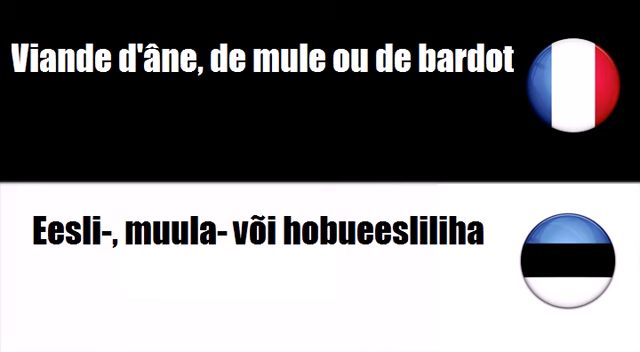 Viande d'âne, de mule ou de bardot
Eesli-, muula- või hobueesliliha